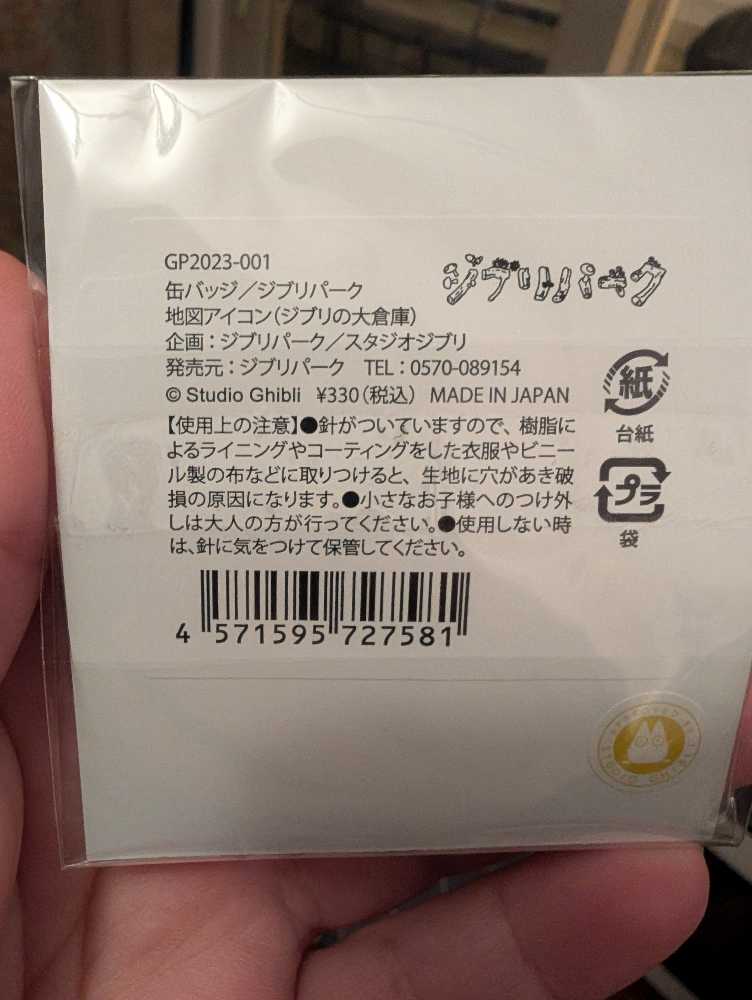 GP2023-001
ジブリパーク
缶バッジ／ジブリパーク
地図アイコン（ジブリの大倉庫）
企画：ジブリパーク／スタジオジブリ
発売元：ジブリパーク TEL：0570-089154
© Studio Ghibli ¥330（税込） MADE IN JAPAN
【使用上の注意】●針がついていますので、樹脂に
よるライニングやコーティングをした衣服やビニー
ル製の布などに取りつけると、生地に穴があき破
損の原因になります。●小さなお子様へのつけ外
しは大人の方が行ってください。●使用しない時
は、針に気をつけて保管してください。
紙
台紙
プラ
袋
4 571595 727581
STUDIO GHIBLI